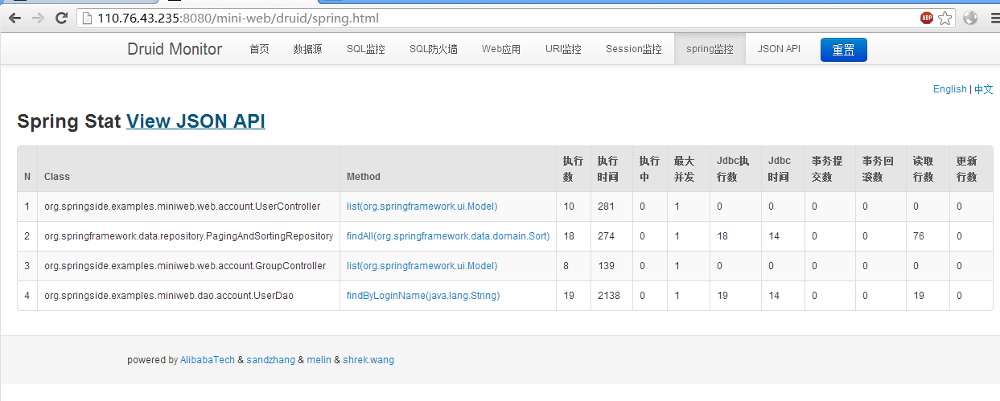 110.76.43.235:8080/mini-web/druid/spring.html
ABP
Druid Monitor 首页 数据源 SQL监控 SQL防火墙 Web应用 URI监控 Session监控 spring监控 JSON API 重置
English | 中文
Spring Stat View JSON API
N Class Method 执行数 执行时间 执行中 最大并发 Jdbc执行数 Jdbc时间 事务提交数 事务回滚数 读取行数 更新行数
1 org.springside.examples.miniweb.web.account.UserController list(org.springframework.ui.Model) 10 281 0 1 0 0 0 0 0 0
2 org.springframework.data.repository.PagingAndSortingRepository findAll(org.springframework.data.domain.Sort) 18 274 0 1 18 14 0 0 76 0
3 org.springside.examples.miniweb.web.account.GroupController list(org.springframework.ui.Model) 8 139 0 1 0 0 0 0 0 0
4 org.springside.examples.miniweb.dao.account.UserDao findByLoginName(java.lang.String) 19 2138 0 1 19 14 0 0 19 0
powered by AlibabaTech & sandzhang & melin & shrek.wang